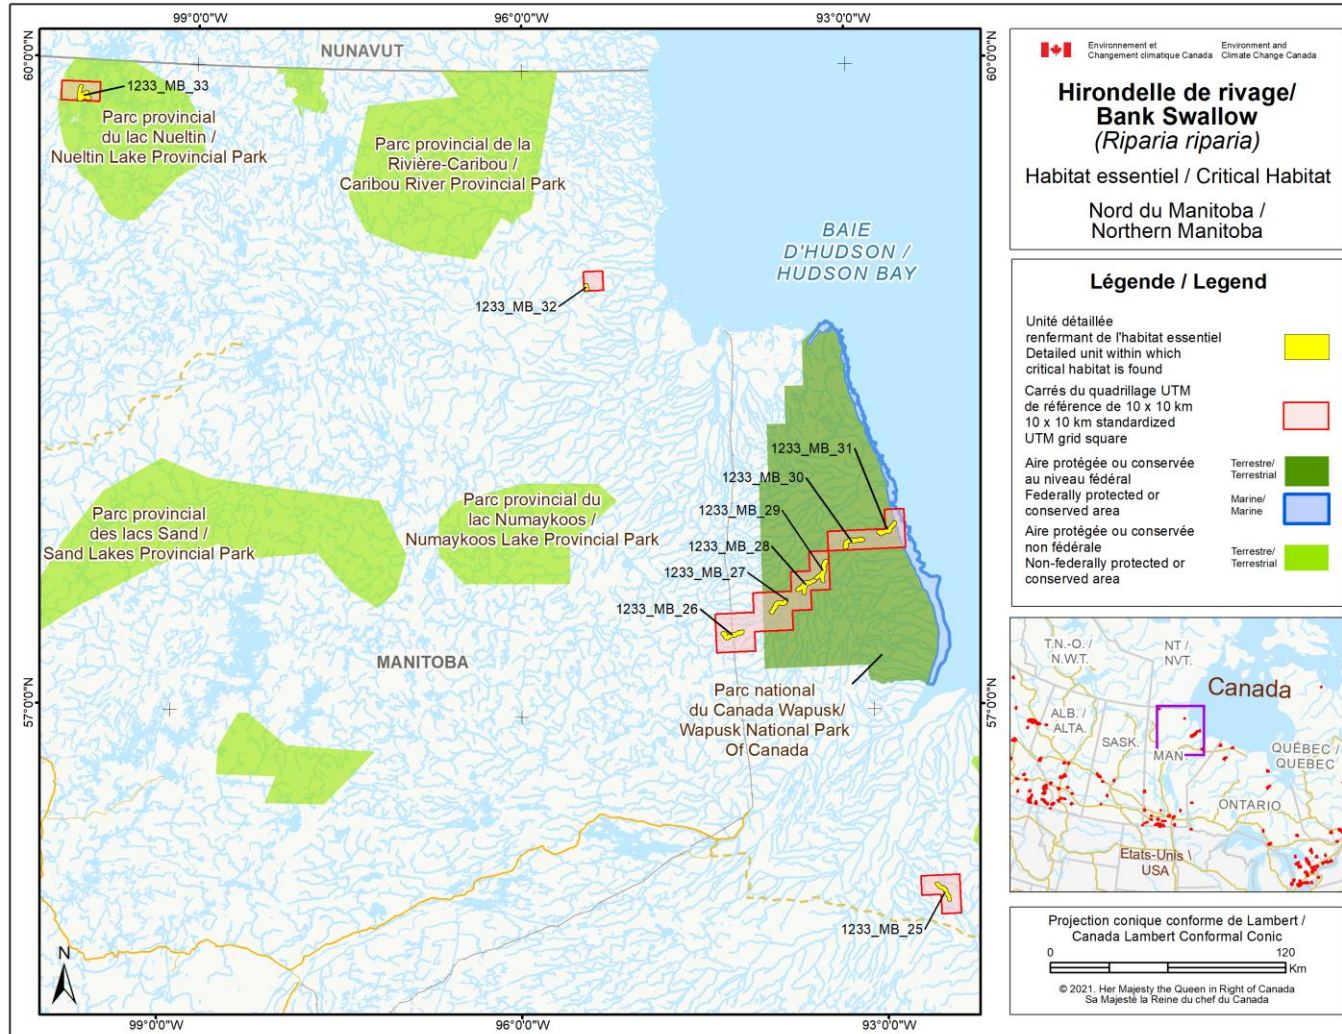 99°0'0"W
96°0'0"W
93°0'0"W
60°0'0"N
60°0'0"N
57°0'0"N
57°0'0"N
99°0'0"W
96°0'0"W
93°0'0"W
NUNAVUT
1233_MB_33
Parc provincial
du lac Nueltin /
Nueltin Lake Provincial Park
Parc provincial de la
Rivière-Caribou /
Caribou River Provincial Park
BAIE
D'HUDSON /
HUDSON BAY
1233_MB_32
1233_MB_31
1233_MB_30
1233_MB_29
1233_MB_28
1233_MB_27
1233_MB_26
Parc provincial
des lacs Sand /
Sand Lakes Provincial Park
Parc provincial du
lac Numaykoos /
Numaykoos Lake Provincial Park
MANITOBA
Parc national
du Canada Wapusk/
Wapusk National Park
Of Canada
1233_MB_25
N
Environnement et
Changement climatique Canada
Environment and
Climate Change Canada
Hirondelle de rivage/
Bank Swallow
(Riparia riparia)
Habitat essentiel / Critical Habitat
Nord du Manitoba /
Northern Manitoba
Légende / Legend
Unité détaillée
renfermant de l'habitat essentiel
Detailed unit within which
critical habitat is found
Carrés du quadrillage UTM
de référence de 10 x 10 km
10 x 10 km standardized
UTM grid square
Aire protégée ou conservée
au niveau fédéral
Federally protected or
conserved area
Terrestre/
Terrestrial
Marine/
Marine
Aire protégée ou conservée
non fédérale
Non-federally protected or
conserved area
Terrestre/
Terrestrial
T.N.-O. /
N.W.T.
NT /
NVT.
Canada
ALB. /
ALTA.
SASK.
MAN.
QUÉBEC /
QUEBEC
ONTARIO
Etats-Unis \
USA
Projection conique conforme de Lambert /
Canada Lambert Conformal Conic
0
120
Km
© 2021. Her Majesty the Queen in Right of Canada
Sa Majesté la Reine du chef du Canada